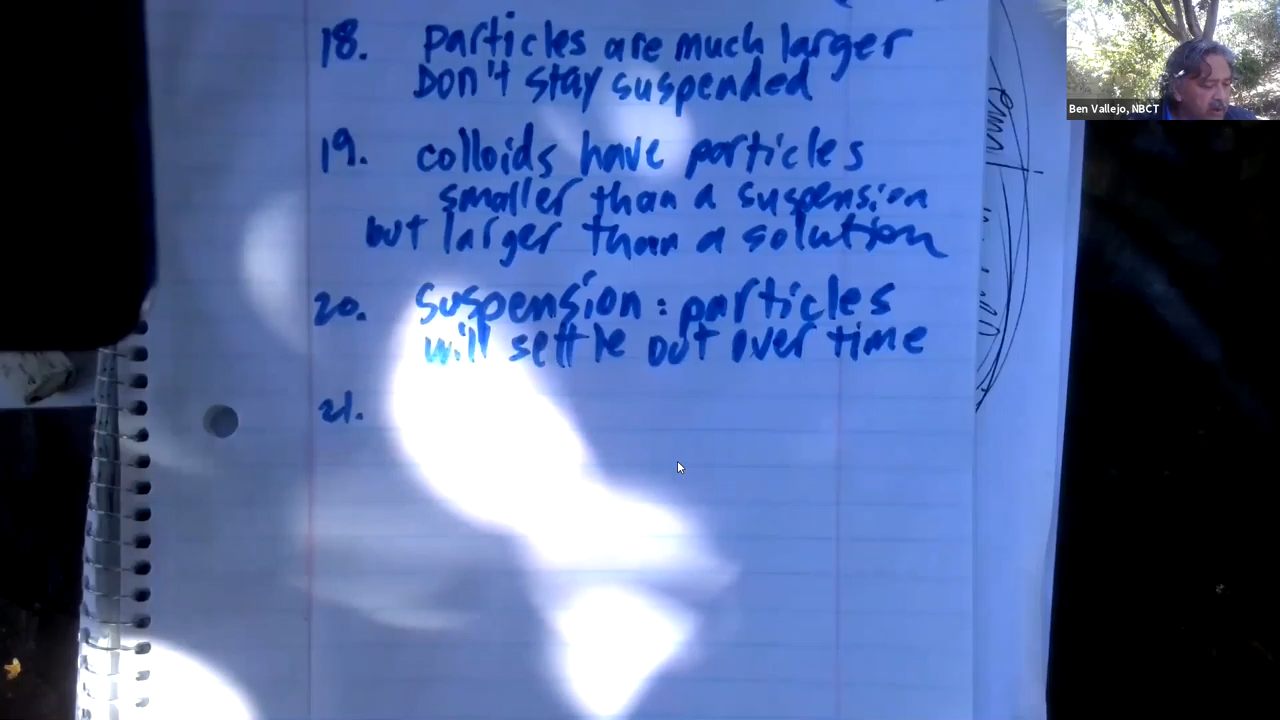 18. particles are much larger
Don't stay suspended
19. colloids have particles
smaller than a suspension
but larger than a solution
20. Suspension: particles
will settle out over time
21.
Ben Vallejo, NBCT